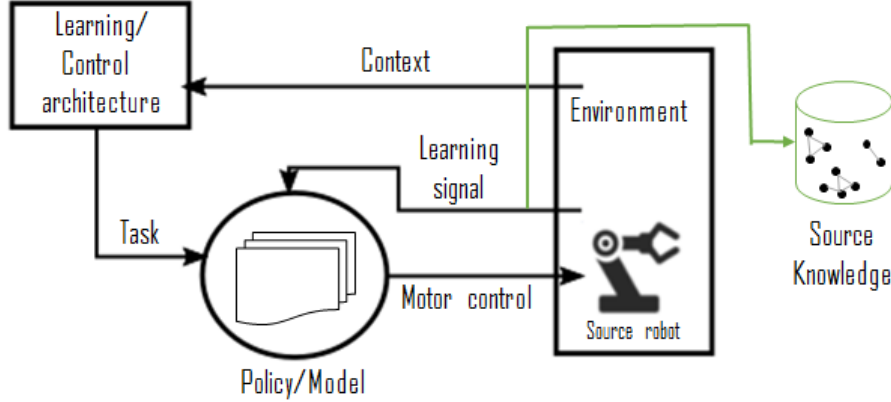 Learning/
Control
architecture
Context
Environment
Learning
signal
Task
Source
Knowledge
Motor control
Source robot
Policy/Model